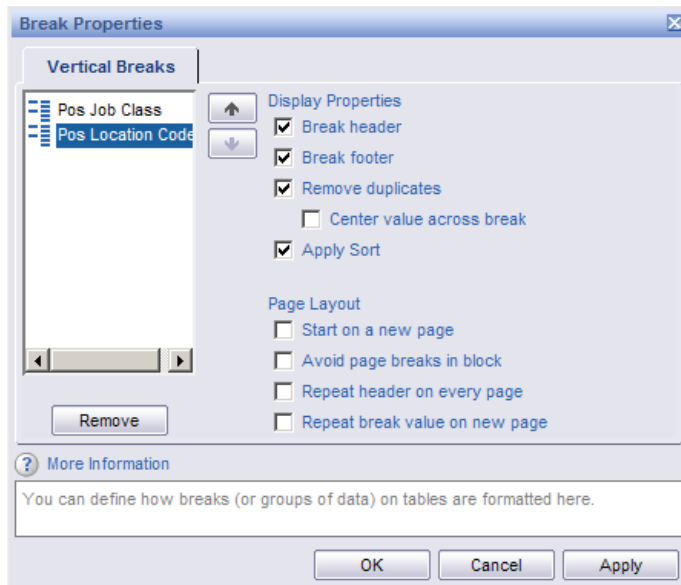 Break Properties
Vertical Breaks
Pos Job Class
Pos Location Code
Display Properties
Break header
Break footer
Remove duplicates
Center value across break
Apply Sort
Page Layout
Start on a new page
Avoid page breaks in block
Repeat header on every page
Repeat break value on new page
Remove
? More Information
You can define how breaks (or groups of data) on tables are formatted here.
OK Cancel Apply